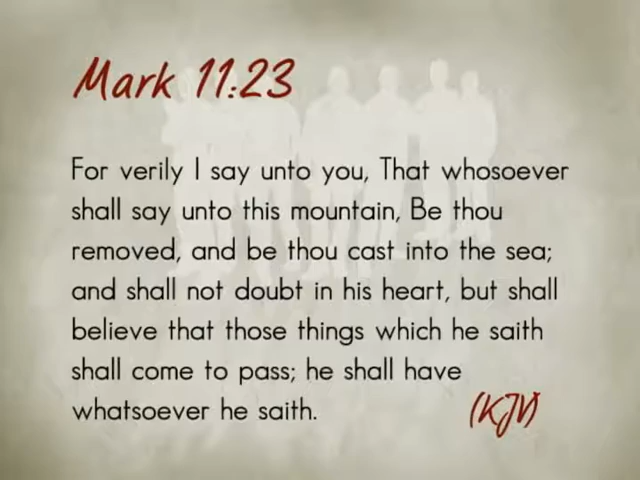 Mark 11:23
For verily I say unto you, That whosoever
shall say unto this mountain, Be thou
removed, and be thou cast into the sea;
and shall not doubt in his heart, but shall
believe that those things which he saith
shall come to pass; he shall have
whatsoever he saith.
(KJV)